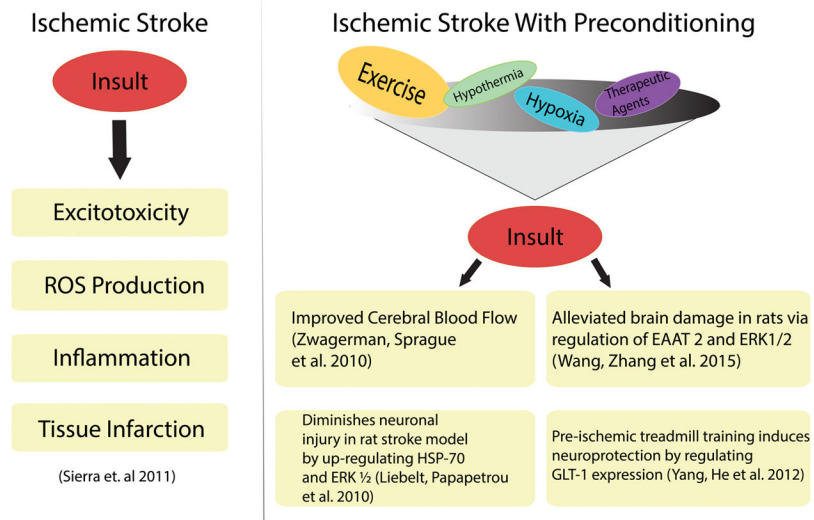 Ischemic Stroke
Insult
Excitotoxicity
ROS Production
Inflammation
Tissue Infarction
(Sierra et. al 2011)
Ischemic Stroke With Preconditioning
Exercise
Hypothermia
Hypoxia
Therapeutic
Agents
Insult
Improved Cerebral Blood Flow
(Zwagerman, Sprague
et al. 2010)
Alleviated brain damage in rats via
regulation of EAAT 2 and ERK1/2
(Wang, Zhang et al. 2015)
Diminishes neuronal
injury in rat stroke model
by up-regulating HSP-70
and ERK ½ (Liebelt, Papapetrou
et al. 2010)
Pre-ischemic treadmill training induces
neuroprotection by regulating
GLT-1 expression (Yang, He et al. 2012)